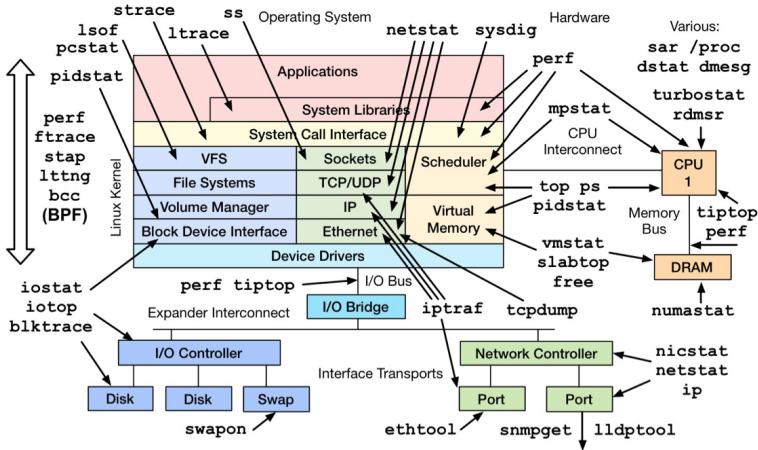 strace
ss
Operating System
Hardware
Various:
lsof
pcstat
ltrace
netstat
sysdig
sar /proc
dstat dmesg
pidstat
Applications
perf
turbostat
rdmsr
System Libraries
mpstat
System Call Interface
perf
ftrace
stap
lttng
bcc
(BPF)
Linux Kernel
VFS
Sockets
Scheduler
CPU
Interconnect
CPU
1
File Systems
TCP/UDP
top ps
pidstat
Volume Manager
IP
Virtual
Memory
Memory
Bus
tiptop
perf
Block Device Interface
Ethernet
Device Drivers
vmstat
slabtop
free
DRAM
iostat
iotop
blktrace
perf tiptop
I/O Bus
I/O Bridge
iptraf
tcpdump
numastat
Expander Interconnect
I/O Controller
Interface Transports
Network Controller
nicstat
netstat
ip
Disk
Disk
Swap
Port
Port
swapon
ethtool
snmpget
lldptool